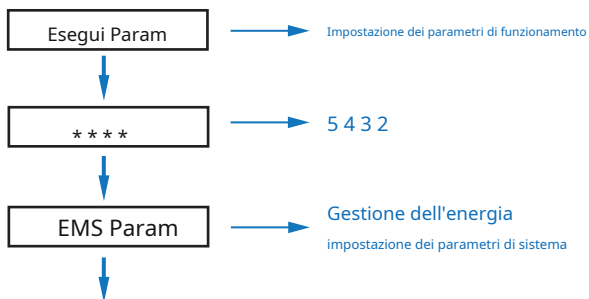 Esegui Param
Impostazione dei parametri di funzionamento
* * * *
5 4 3 2
EMS Param
Gestione dell'energia
impostazione dei parametri di sistema